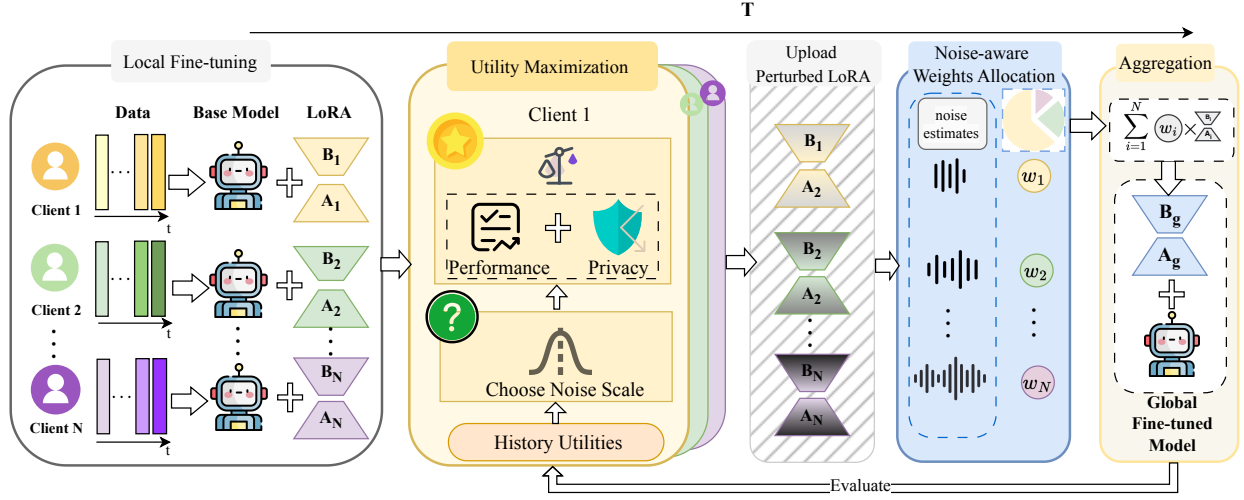 T
Local Fine-tuning
Data
Base Model
LoRA
Client 1
...
t
B1
A1
Client 2
...
t
B2
A2
Client N
...
t
BN
AN
Utility Maximization
Client 1
Performance
Privacy
?
Choose Noise Scale
History Utilities
Upload
Perturbed LoRA
B1
A2
B2
A2
BN
AN
Noise-aware
Weights Allocation
noise
estimates
w1
w2
wN
Aggregation
N
∑ wi × Bi Ai
i=1
Bg
Ag
Global
Fine-tuned
Model
Evaluate